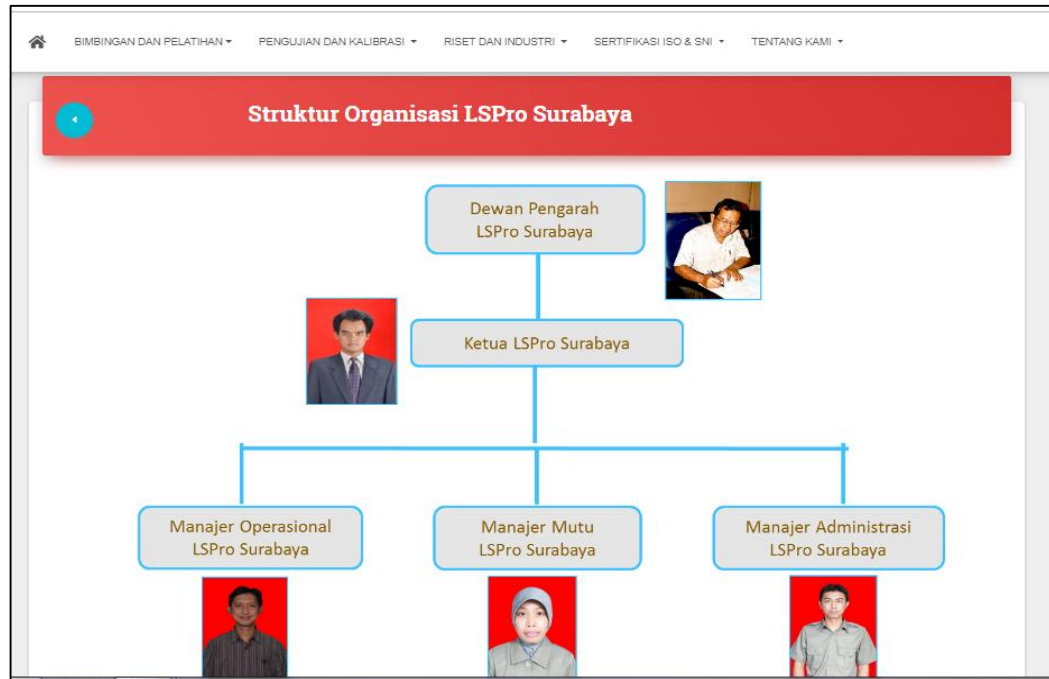 BIMBINGAN DAN PELATIHAN
PENGUJIAN DAN KALIBRASI
RISET DAN INDUSTRI
SERTIFIKASI ISO & SNI
TENTANG KAMI
Struktur Organisasi LSPro Surabaya
Dewan Pengarah
LSPro Surabaya
Ketua LSPro Surabaya
Manajer Operasional
LSPro Surabaya
Manajer Mutu
LSPro Surabaya
Manajer Administrasi
LSPro Surabaya